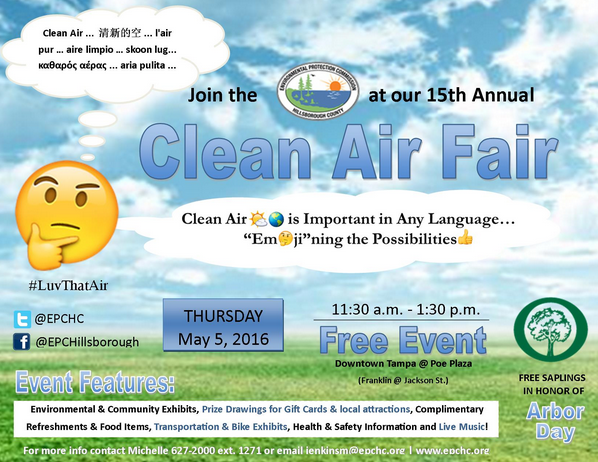 Clean Air ... 清新的空 ... l'air
pur ... aire limpio ... skoon lug...
καθαρός αέρας ... aria pulita ...
Join the
ENVIRONMENTAL PROTECTION COMMISSION
HILLSBOROUGH COUNTY
at our 15th Annual
Clean Air Fair
Clean Air🌤️🌎 is Important in Any Language…
“Em🤔ji”ning the Possibilities👍
#LuvThatAir
@EPCHC
@EPCHillsborough
THURSDAY
May 5, 2016
11:30 a.m. - 1:30 p.m.
Free Event
Downtown Tampa @ Poe Plaza
(Franklin @ Jackson St.)
FREE SAPLINGS
IN HONOR OF
Arbor
Day
Event Features:
Environmental & Community Exhibits, Prize Drawings for Gift Cards & local attractions, Complimentary
Refreshments & Food Items, Transportation & Bike Exhibits, Health & Safety Information and Live Music!
For more info contact Michelle 627-2000 ext. 1271 or email jenkinsm@epchc.org | www.epchc.org